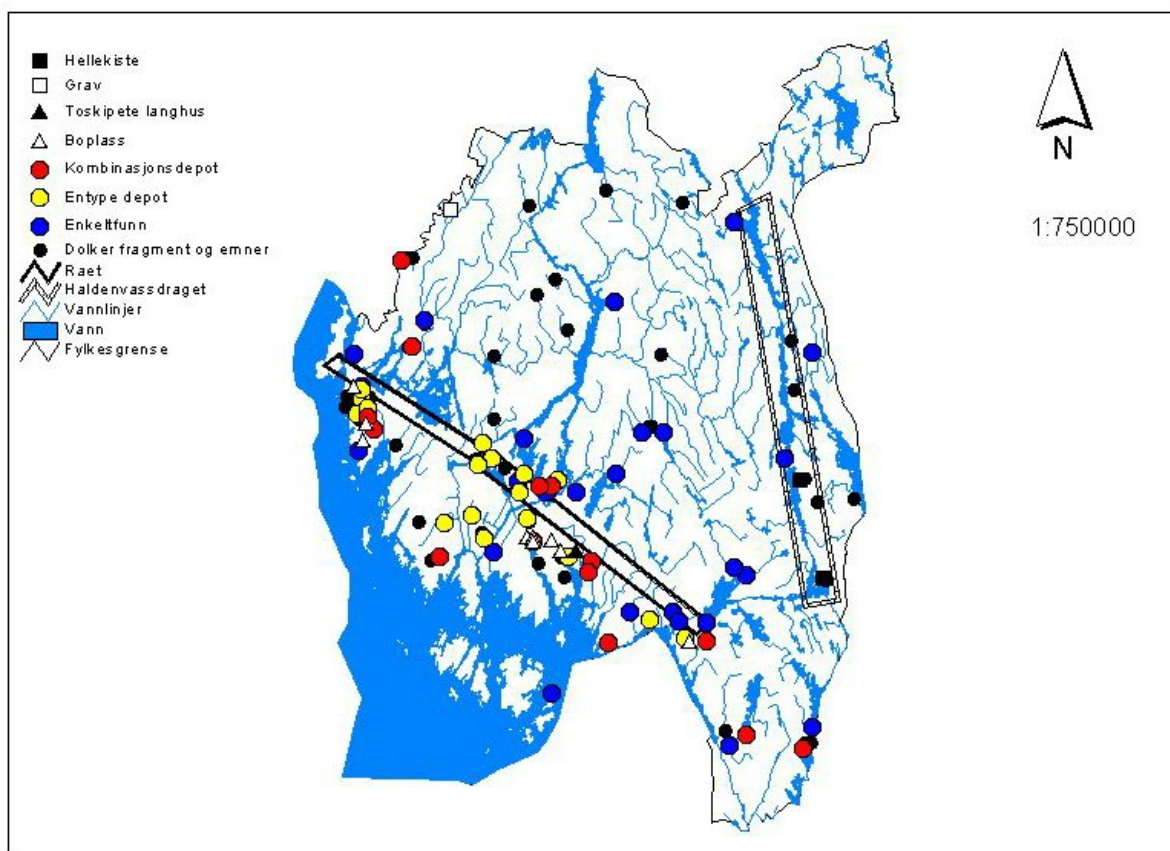 Hellekiste
Grav
Toskipete langhus
Boplass
Kombinasjonsdepot
Entype depot
Enkeltfunn
Dolker fragment og emner
Raet
Haldenvassdraget
Vannlinjer
Vann
Fylkesgrense
N
1:750000